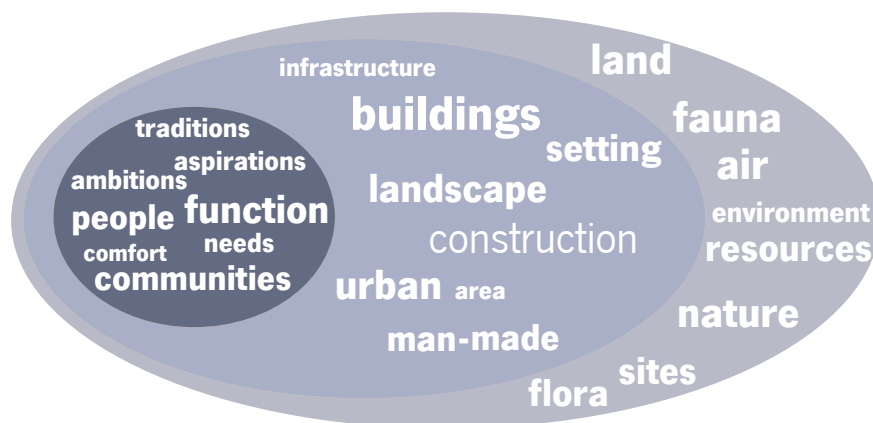 traditions
aspirations
ambitions
people function
comfort needs
communities
infrastructure
buildings
setting
landscape
construction
urban area
man-made
land
fauna
air
environment
resources
nature
sites
flora